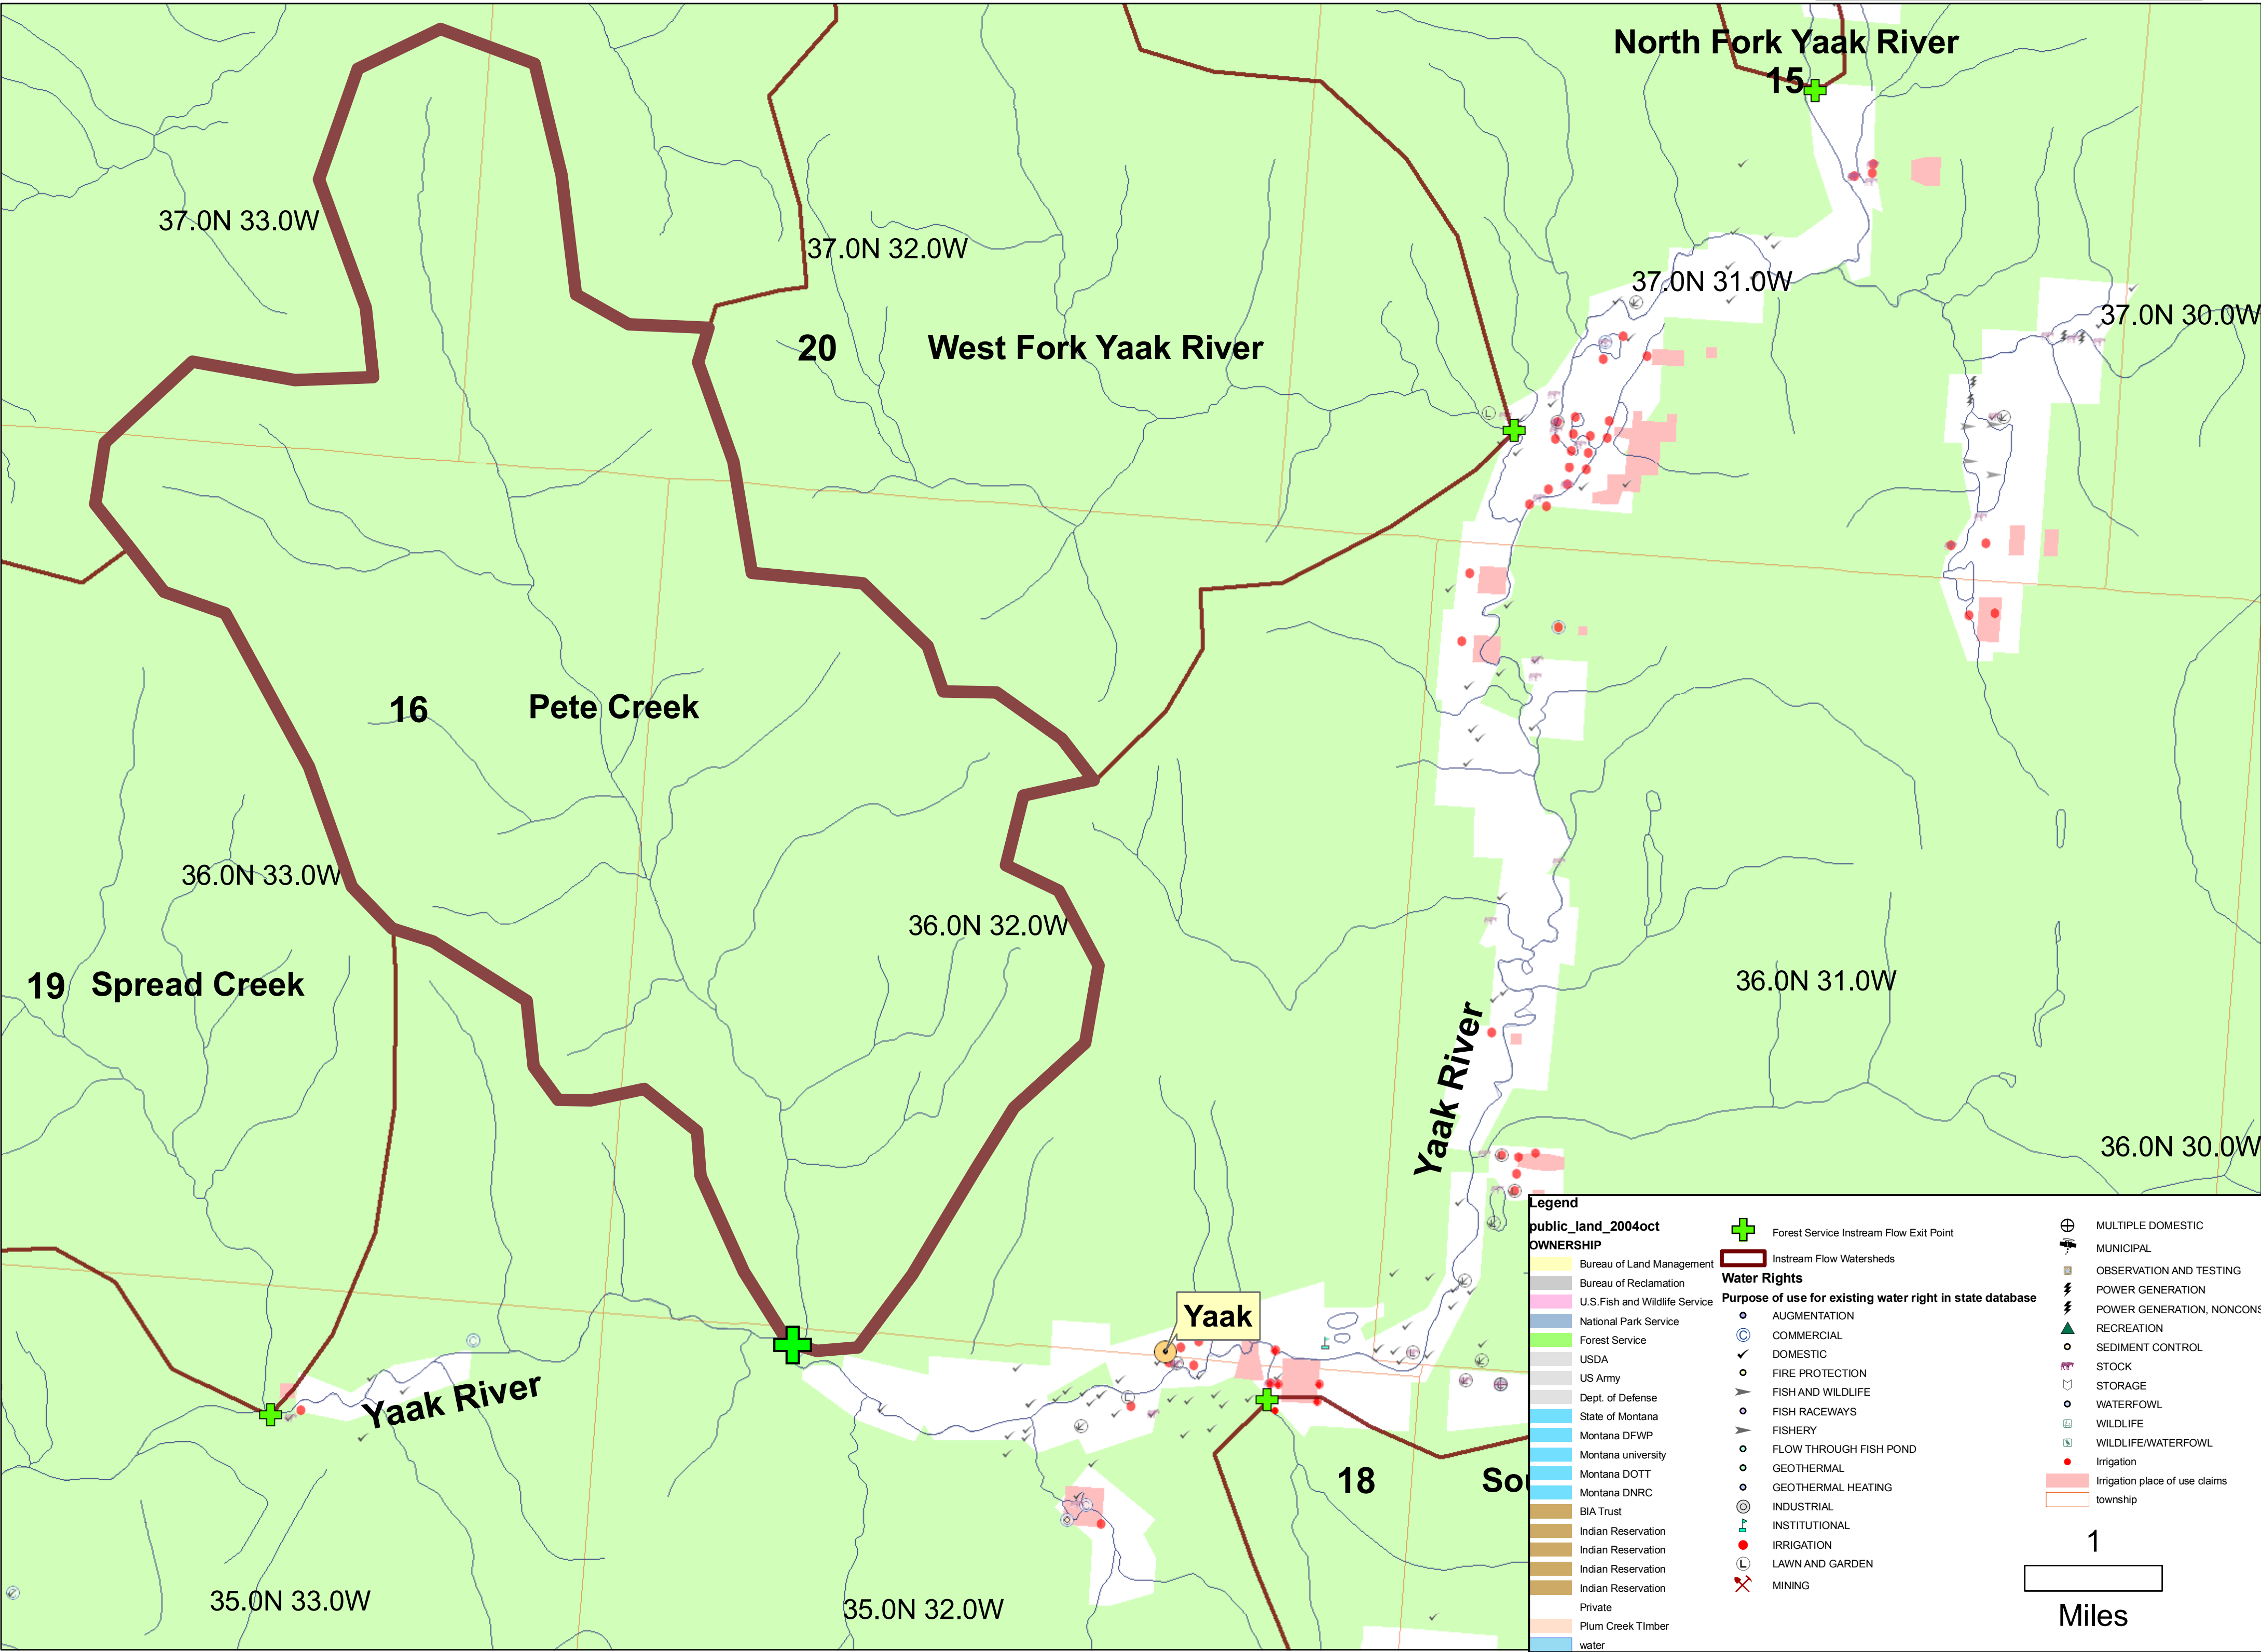 North Fork Yaak River
15
37.0N 33.0W
37.0N 32.0W
37.0N 31.0W
37.0N 30.0W
20 West Fork Yaak River
16 Pete Creek
36.0N 33.0W
36.0N 32.0W
19 Spread Creek
36.0N 31.0W
Yaak River
36.0N 30.0W
Yaak
Yaak River
18 Sou
35.0N 33.0W
35.0N 32.0W
Legend
public_land_2004oct
OWNERSHIP
Bureau of Land Management
Bureau of Reclamation
U.S.Fish and Wildlife Service
National Park Service
Forest Service
USDA
US Army
Dept. of Defense
State of Montana
Montana DFWP
Montana university
Montana DOTT
Montana DNRC
BIA Trust
Indian Reservation
Indian Reservation
Indian Reservation
Indian Reservation
Private
Plum Creek TImber
water
Forest Service Instream Flow Exit Point
Instream Flow Watersheds
Water Rights
Purpose of use for existing water right in state database
AUGMENTATION
C COMMERCIAL
DOMESTIC
FIRE PROTECTION
FISH AND WILDLIFE
FISH RACEWAYS
FISHERY
FLOW THROUGH FISH POND
GEOTHERMAL
GEOTHERMAL HEATING
INDUSTRIAL
INSTITUTIONAL
IRRIGATION
L LAWN AND GARDEN
MINING
MULTIPLE DOMESTIC
MUNICIPAL
OBSERVATION AND TESTING
POWER GENERATION
POWER GENERATION, NONCONS
RECREATION
SEDIMENT CONTROL
STOCK
STORAGE
WATERFOWL
WILDLIFE
WILDLIFE/WATERFOWL
Irrigation
Irrigation place of use claims
township
1
Miles